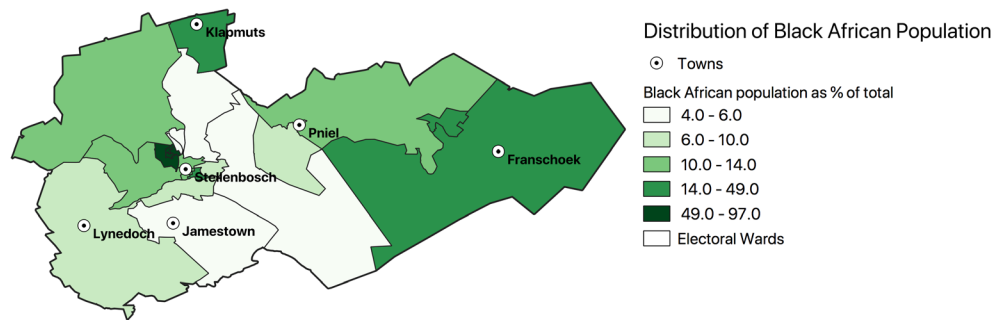 Klapmuts
Pniel
Franschoek
Stellenbosch
Lynedoch
Jamestown
Distribution of Black African Population
Towns
Black African population as % of total
4.0 - 6.0
6.0 - 10.0
10.0 - 14.0
14.0 - 49.0
49.0 - 97.0
Electoral Wards